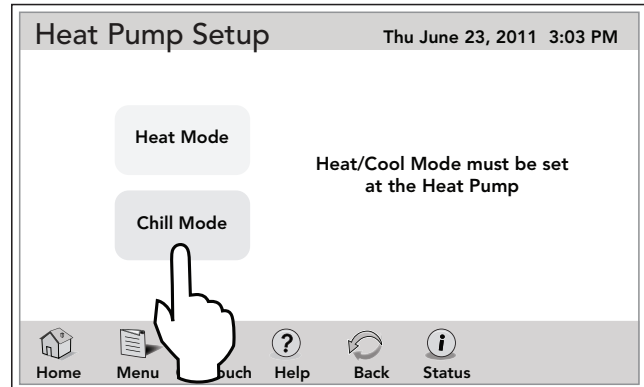 Heat Pump Setup
Thu June 23, 2011 3:03 PM
Heat Mode
Heat/Cool Mode must be set
at the Heat Pump
Chill Mode
Home
Menu
uch
Help
Back
Status